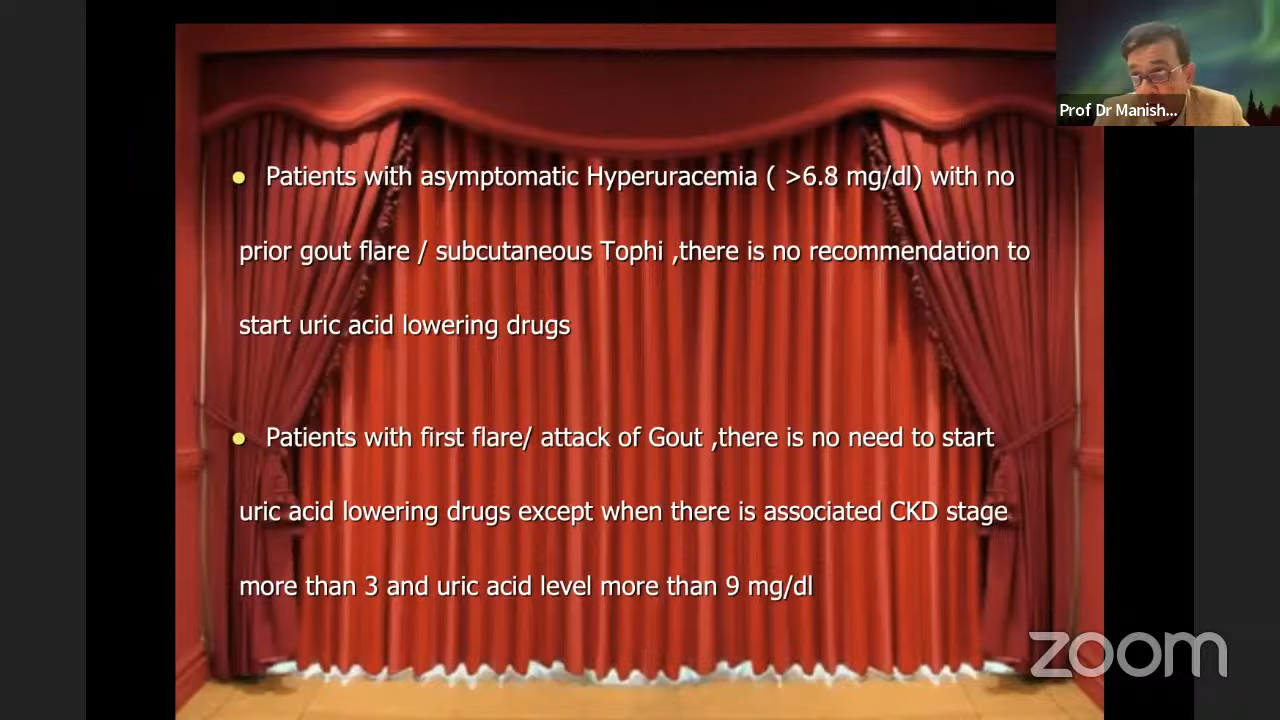 Prof Dr Manish...
● Patients with asymptomatic Hyperuracemia ( >6.8 mg/dl) with no
prior gout flare / subcutaneous Tophi ,there is no recommendation to
start uric acid lowering drugs
● Patients with first flare/ attack of Gout ,there is no need to start
uric acid lowering drugs except when there is associated CKD stage
more than 3 and uric acid level more than 9 mg/dl
zoom